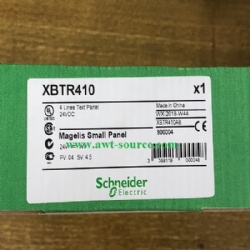 XBTR410
x1
4 Lines Text Panel
24VDC
Made in China
XBTR410A8
Magelis Small Panel
www.awt-source.com
PV :04 SV:4.5
Schneider
Electric